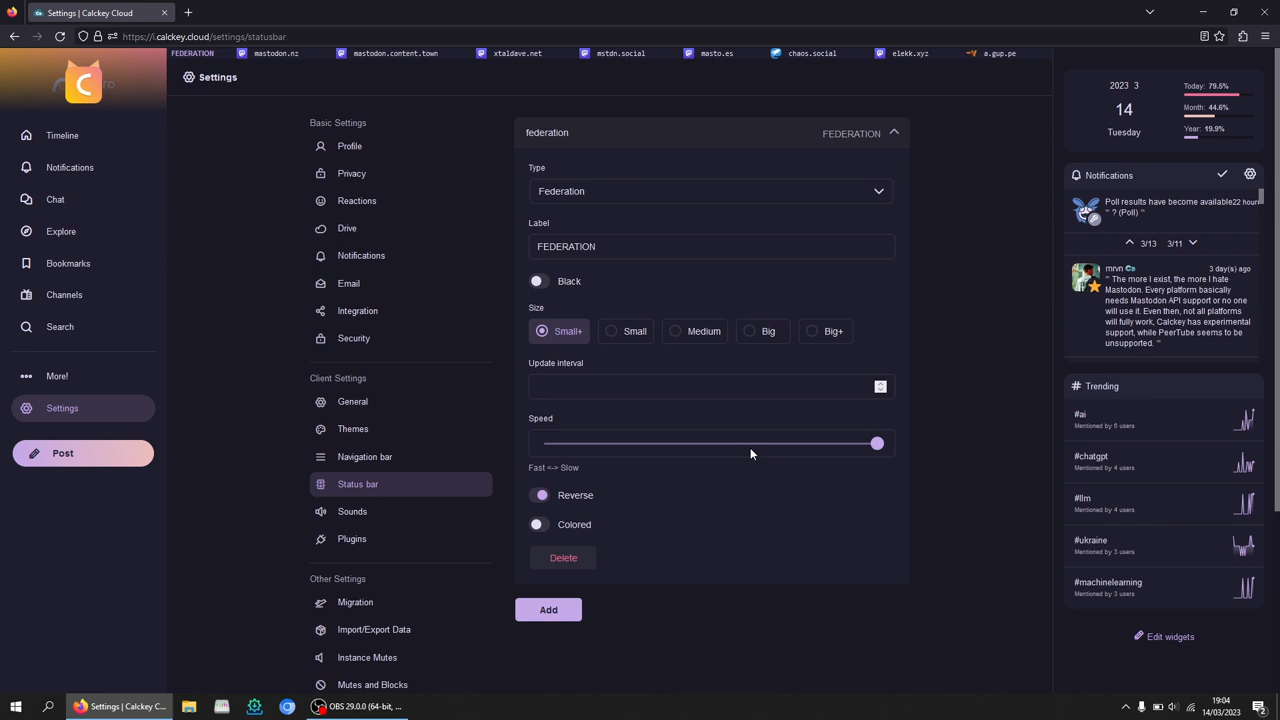 Settings | Calckey Cloud
https://i.calckey.cloud/settings/statusbar
FEDERATION
mastodon.nz
mastodon.content.town
xtaldave.net
mstdn.social
masto.es
chaos.social
elekk.xyz
a.gup.pe
Timeline
Notifications
Chat
Explore
Bookmarks
Channels
Search
More!
Settings
Post
Settings
Basic Settings
Profile
Privacy
Reactions
Drive
Notifications
Email
Integration
Security
Client Settings
General
Themes
Navigation bar
Status bar
Sounds
Plugins
Other Settings
Migration
Import/Export Data
Instance Mutes
Mutes and Blocks
federation
FEDERATION
Type
Federation
Label
FEDERATION
Black
Size
Small+
Small
Medium
Big
Big+
Update interval
Speed
Fast <-> Slow
Reverse
Colored
Delete
Add
2023 3
14
Tuesday
Today: 79.5%
Month: 44.6%
Year: 19.9%
Notifications
Poll results have become available
22 hour
" ? (Poll) "
3/13 3/11
mrvn
3 day(s) ago
" The more I exist, the more I hate
Mastodon. Every platform basically
needs Mastodon API support or no one
will use it. Even then, not all platforms
will fully work, Calckey has experimental
support, while PeerTube seems to be
unsupported. "
Trending
#ai
Mentioned by 6 users
#chatgpt
Mentioned by 4 users
#llm
Mentioned by 4 users
#ukraine
Mentioned by 3 users
#machinelearning
Mentioned by 3 users
Edit widgets
Settings | Calckey C...
OBS 29.0.0 (64-bit, ...
19:04
14/03/2023